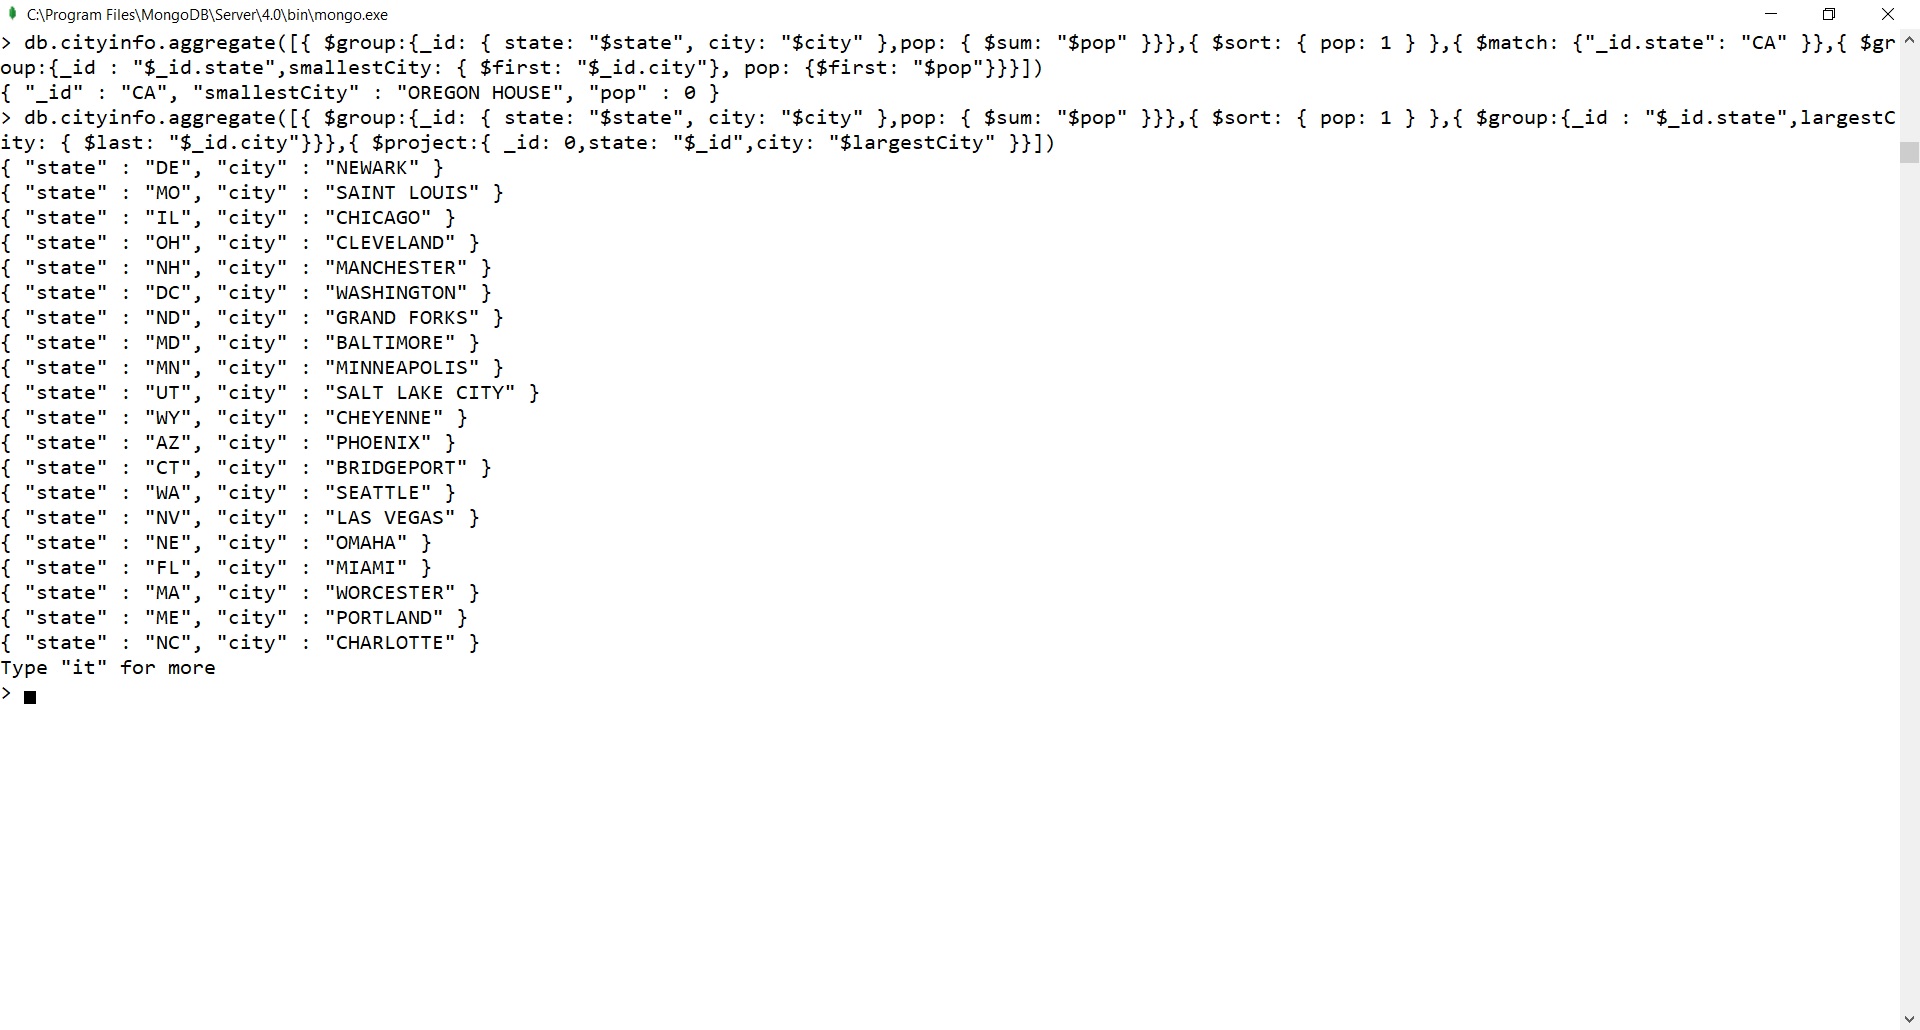 C:\Program Files\MongoDB\Server\4.0\bin\mongo.exe
> db.cityinfo.aggregate([{ $group:{_id: { state: "$state", city: "$city" },pop: { $sum: "$pop" }}},{ $sort: { pop: 1 } },{ $match: {"_id.state": "CA" }},{ $gr
oup:{_id : "$_id.state",smallestCity: { $first: "$_id.city"}, pop: {$first: "$pop"}}}])
{ "_id" : "CA", "smallestCity" : "OREGON HOUSE", "pop" : 0 }
> db.cityinfo.aggregate([{ $group:{_id: { state: "$state", city: "$city" },pop: { $sum: "$pop" }}},{ $sort: { pop: 1 } },{ $group:{_id : "$_id.state",largestC
ity: { $last: "$_id.city"}}},{ $project:{ _id: 0,state: "$_id",city: "$largestCity" }}])
{ "state" : "DE", "city" : "NEWARK" }
{ "state" : "MO", "city" : "SAINT LOUIS" }
{ "state" : "IL", "city" : "CHICAGO" }
{ "state" : "OH", "city" : "CLEVELAND" }
{ "state" : "NH", "city" : "MANCHESTER" }
{ "state" : "DC", "city" : "WASHINGTON" }
{ "state" : "ND", "city" : "GRAND FORKS" }
{ "state" : "MD", "city" : "BALTIMORE" }
{ "state" : "MN", "city" : "MINNEAPOLIS" }
{ "state" : "UT", "city" : "SALT LAKE CITY" }
{ "state" : "WY", "city" : "CHEYENNE" }
{ "state" : "AZ", "city" : "PHOENIX" }
{ "state" : "CT", "city" : "BRIDGEPORT" }
{ "state" : "WA", "city" : "SEATTLE" }
{ "state" : "NV", "city" : "LAS VEGAS" }
{ "state" : "NE", "city" : "OMAHA" }
{ "state" : "FL", "city" : "MIAMI" }
{ "state" : "MA", "city" : "WORCESTER" }
{ "state" : "ME", "city" : "PORTLAND" }
{ "state" : "NC", "city" : "CHARLOTTE" }
Type "it" for more
>